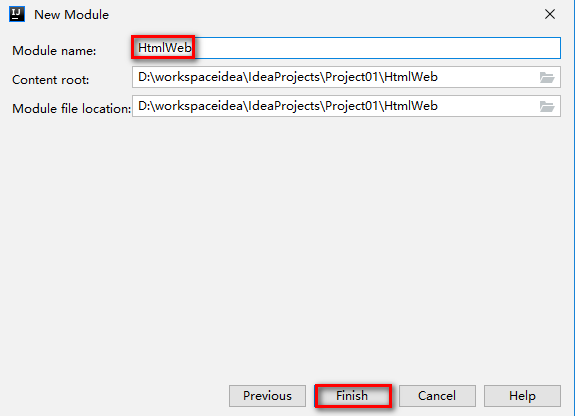 IJ New Module
Module name: HtmlWeb
Content root: D:\workspaceidea\IdeaProjects\Project01\HtmlWeb
Module file location: D:\workspaceidea\IdeaProjects\Project01\HtmlWeb
Previous Finish Cancel Help